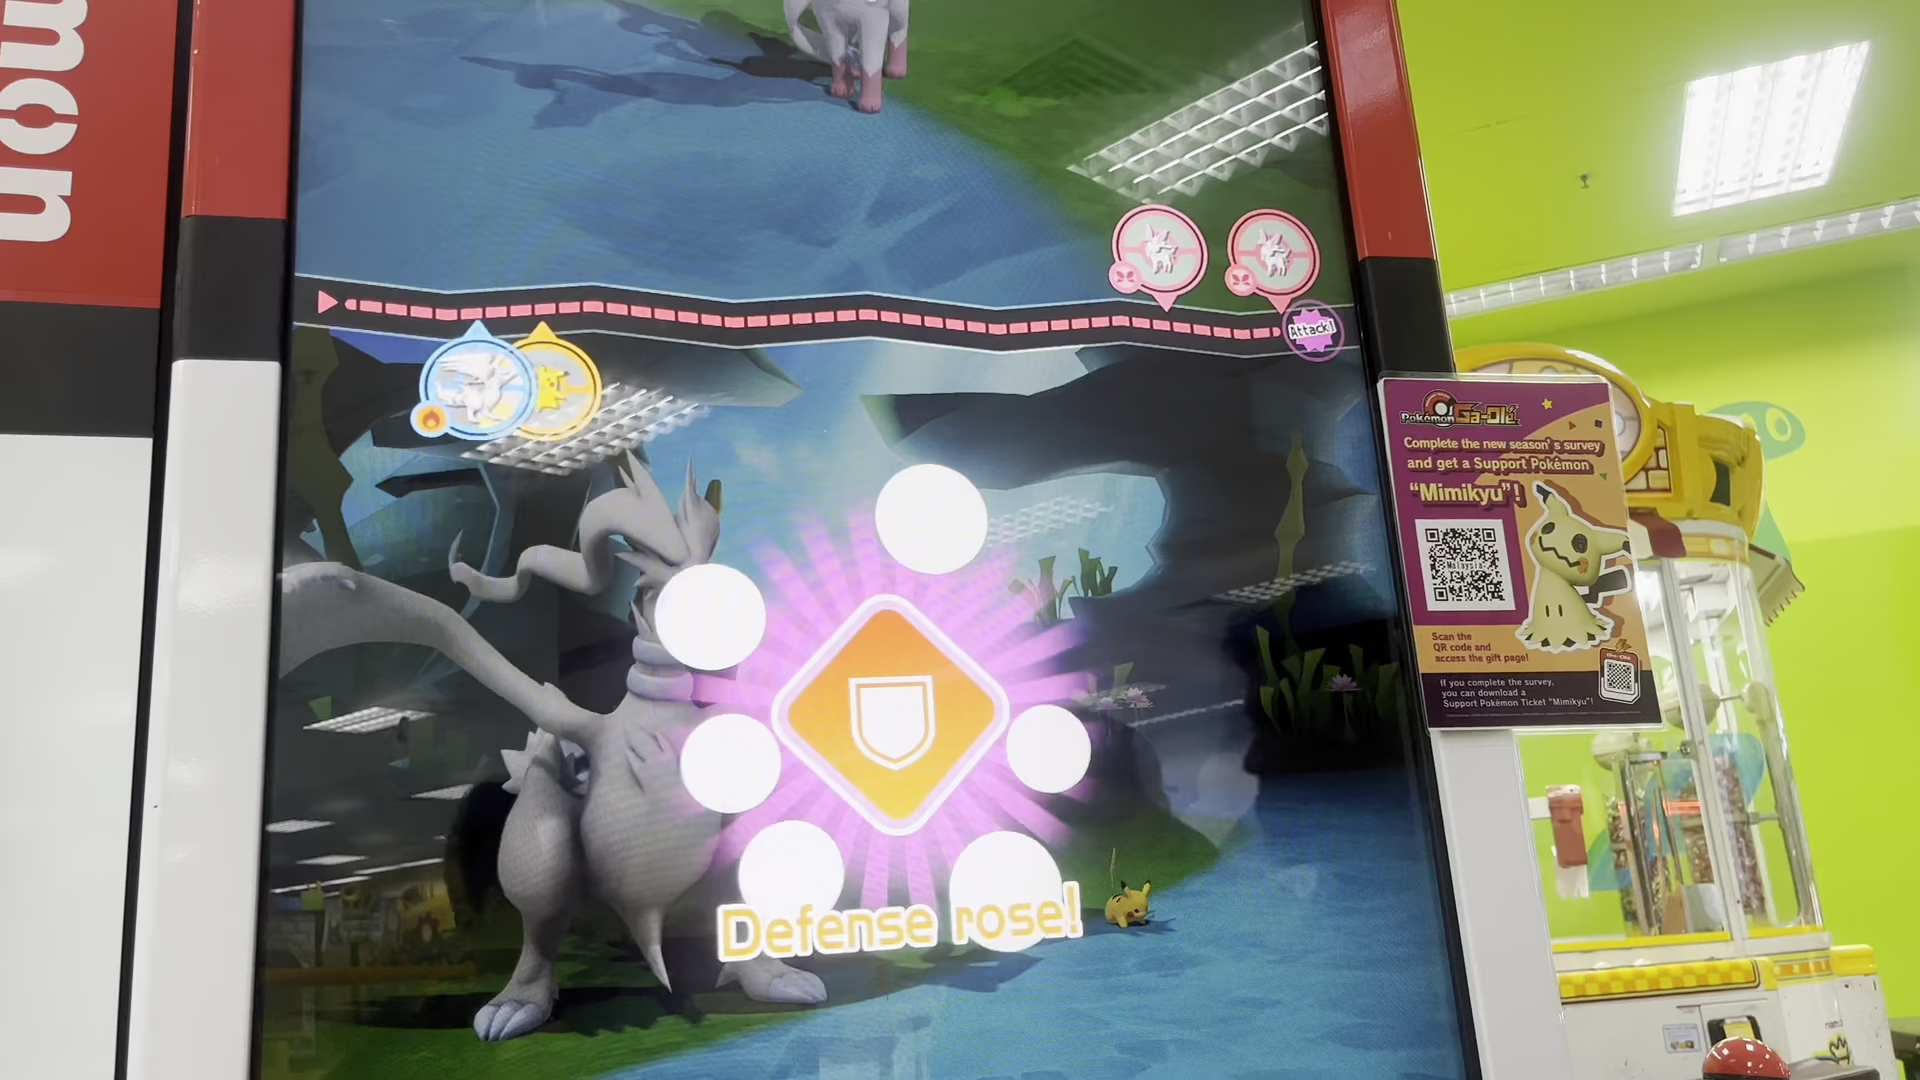 mon
Attack!
Defense rose!
Pokémon Ga-Olé
Complete the new season's survey
and get a Support Pokémon
"Mimikyu"!
Malaysia
Scan the
QR code and
access the gift page!
If you complete the survey,
you can download a
Support Pokémon Ticket "Mimikyu"!